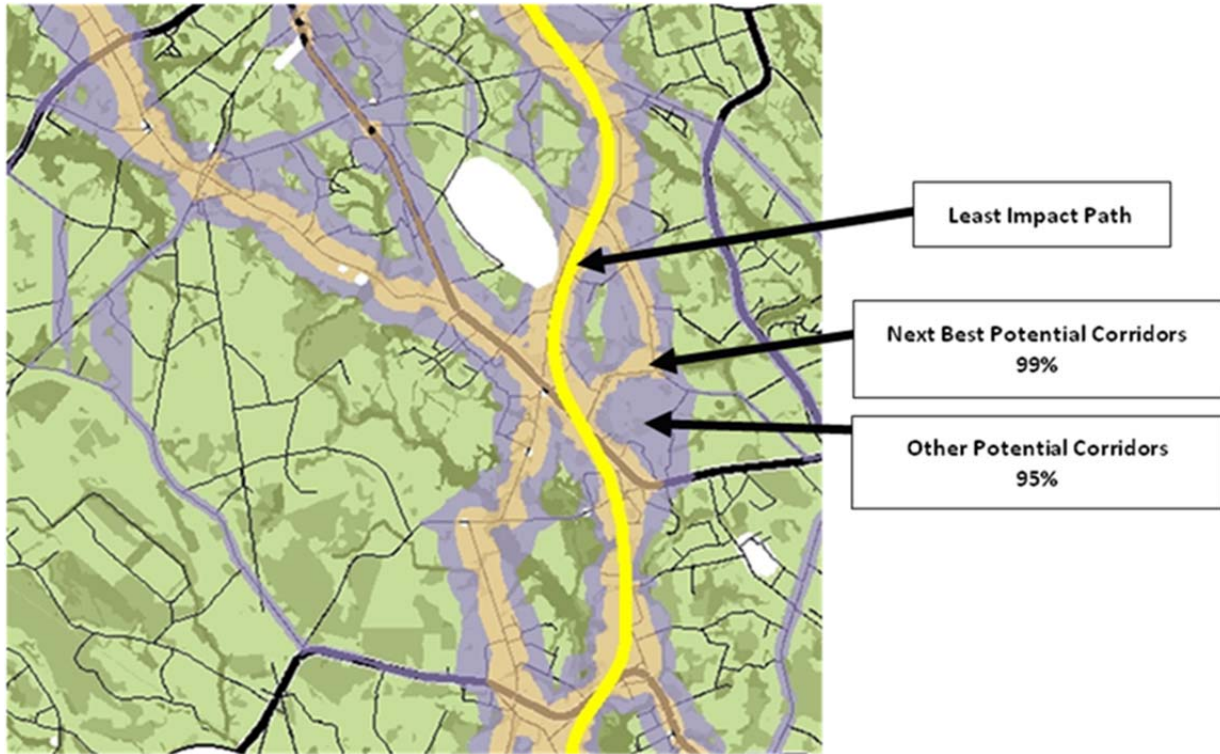 Least Impact Path
Next Best Potential Corridors
99%
Other Potential Corridors
95%